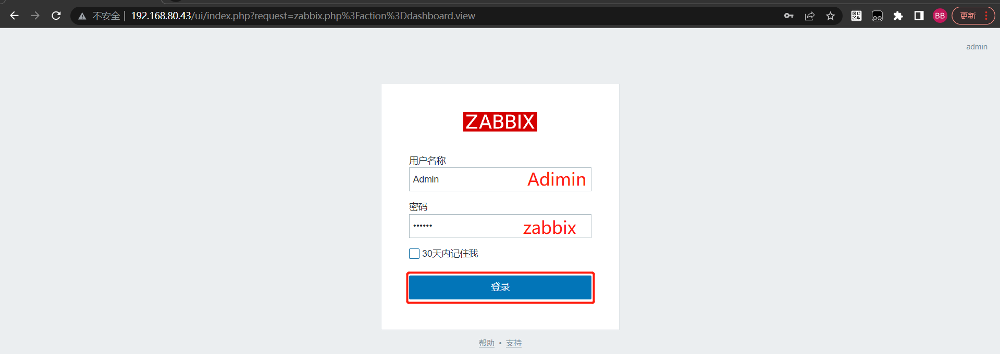 不安全 192.168.80.43/ui/index.php?request=zabbix.php%3Faction%3Ddashboard.view BB 更新
admin
ZABBIX
用户名称
Admin Adimin
密码
•••••• zabbix
30天内记住我
登录
帮助 • 支持